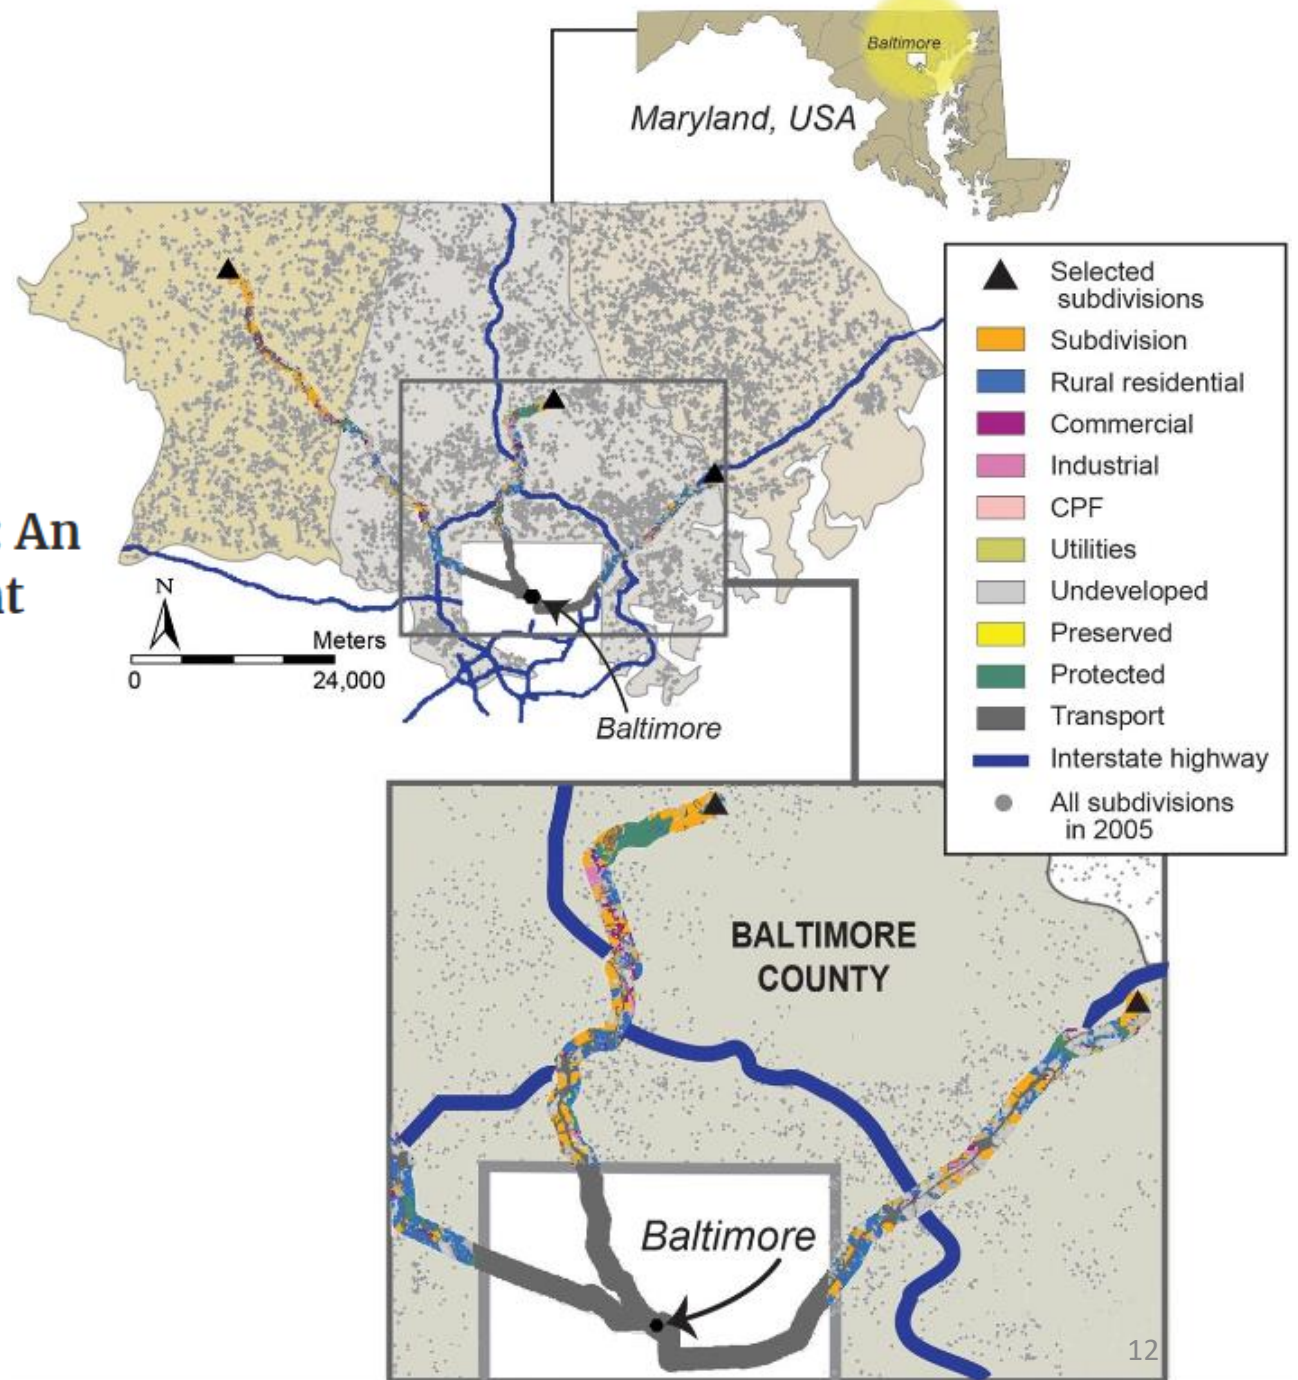 Baltimore
Maryland, USA
An
nt
N
Meters
0
24,000
Baltimore
Selected
subdivisions
Subdivision
Rural residential
Commercial
Industrial
CPF
Utilities
Undeveloped
Preserved
Protected
Transport
Interstate highway
All subdivisions
in 2005
BALTIMORE
COUNTY
Baltimore
12